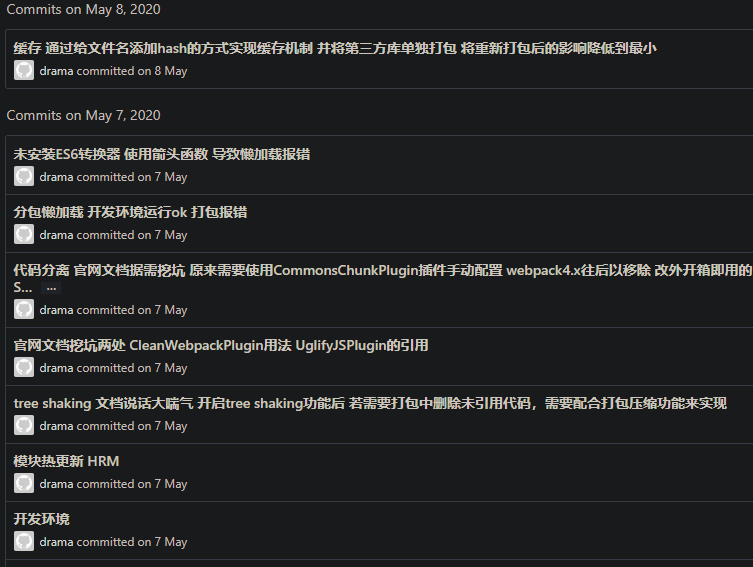 Commits on May 8, 2020
缓存 通过给文件名添加hash的方式实现缓存机制 并将第三方库单独打包 将重新打包后的影响降低到最小
drama committed on 8 May
Commits on May 7, 2020
未安装ES6转换器 使用箭头函数 导致懒加载报错
drama committed on 7 May
分包懒加载 开发环境运行ok 打包报错
drama committed on 7 May
代码分离 官网文档据需挖坑 原来需要使用CommonsChunkPlugin插件手动配置 webpack4.x往后以移除 改外开箱即用的
S... ...
drama committed on 7 May
官网文档挖坑两处 CleanWebpackPlugin用法 UglifyJSPlugin的引用
drama committed on 7 May
tree shaking 文档说话大喘气 开启tree shaking功能后 若需要打包中删除未引用代码，需要配合打包压缩功能来实现
drama committed on 7 May
模块热更新 HRM
drama committed on 7 May
开发环境
drama committed on 7 May